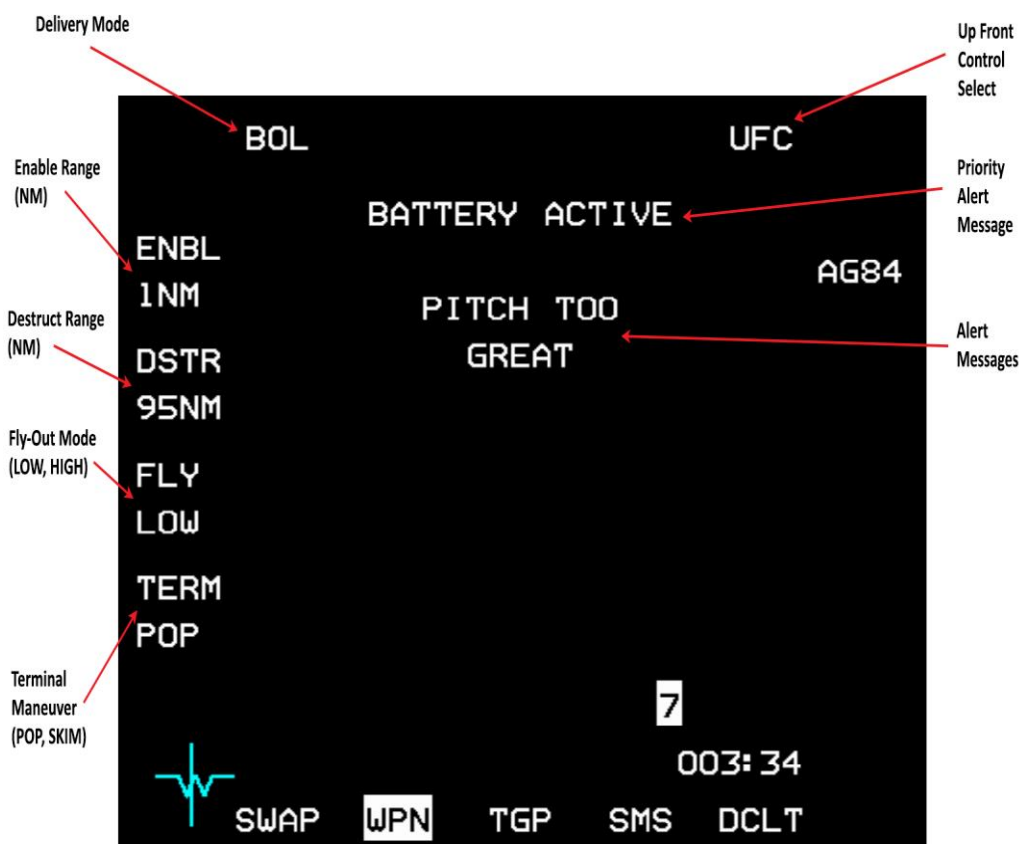 Delivery Mode
Up Front
Control
Select
BOL
UFC
Enable Range
(NM)
Priority
Alert
Message
BATTERY ACTIVE
ENBL
1NM
AG84
PITCH TOO
GREAT
Destruct Range
(NM)
Alert
Messages
DSTR
95NM
Fly-Out Mode
(LOW, HIGH)
FLY
LOW
TERM
POP
Terminal
Maneuver
(POP, SKIM)
7
003:34
SWAP WPN TGP SMS DCLT